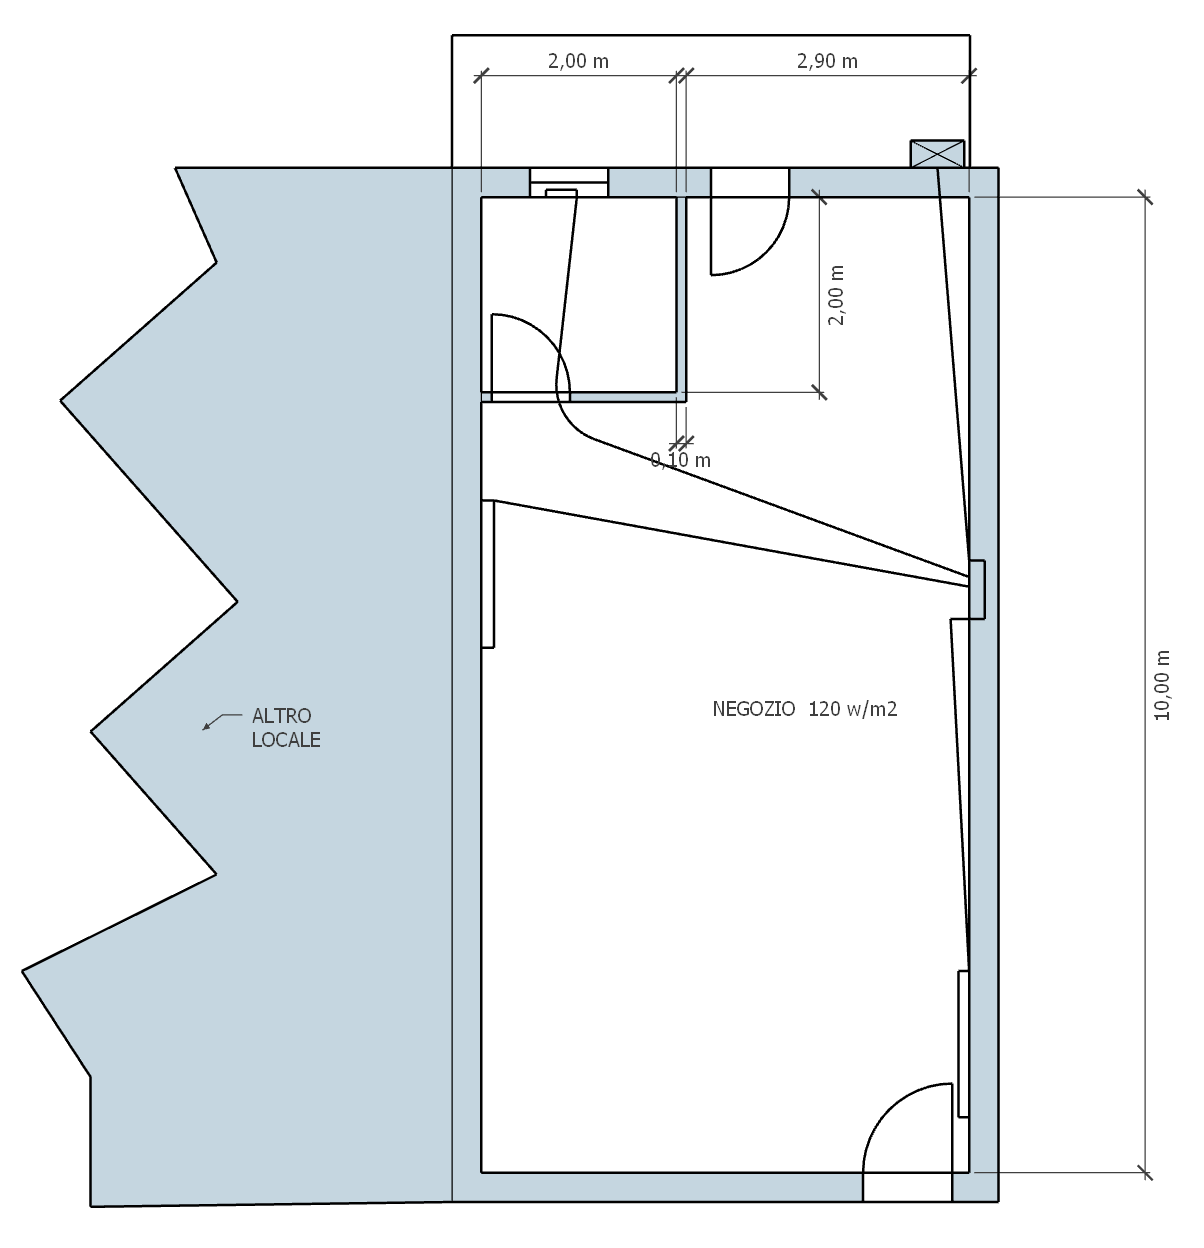 2,00 m
2,90 m
2,00 m
0,10 m
10,00 m
NEGOZIO 120 w/m2
ALTRO
LOCALE